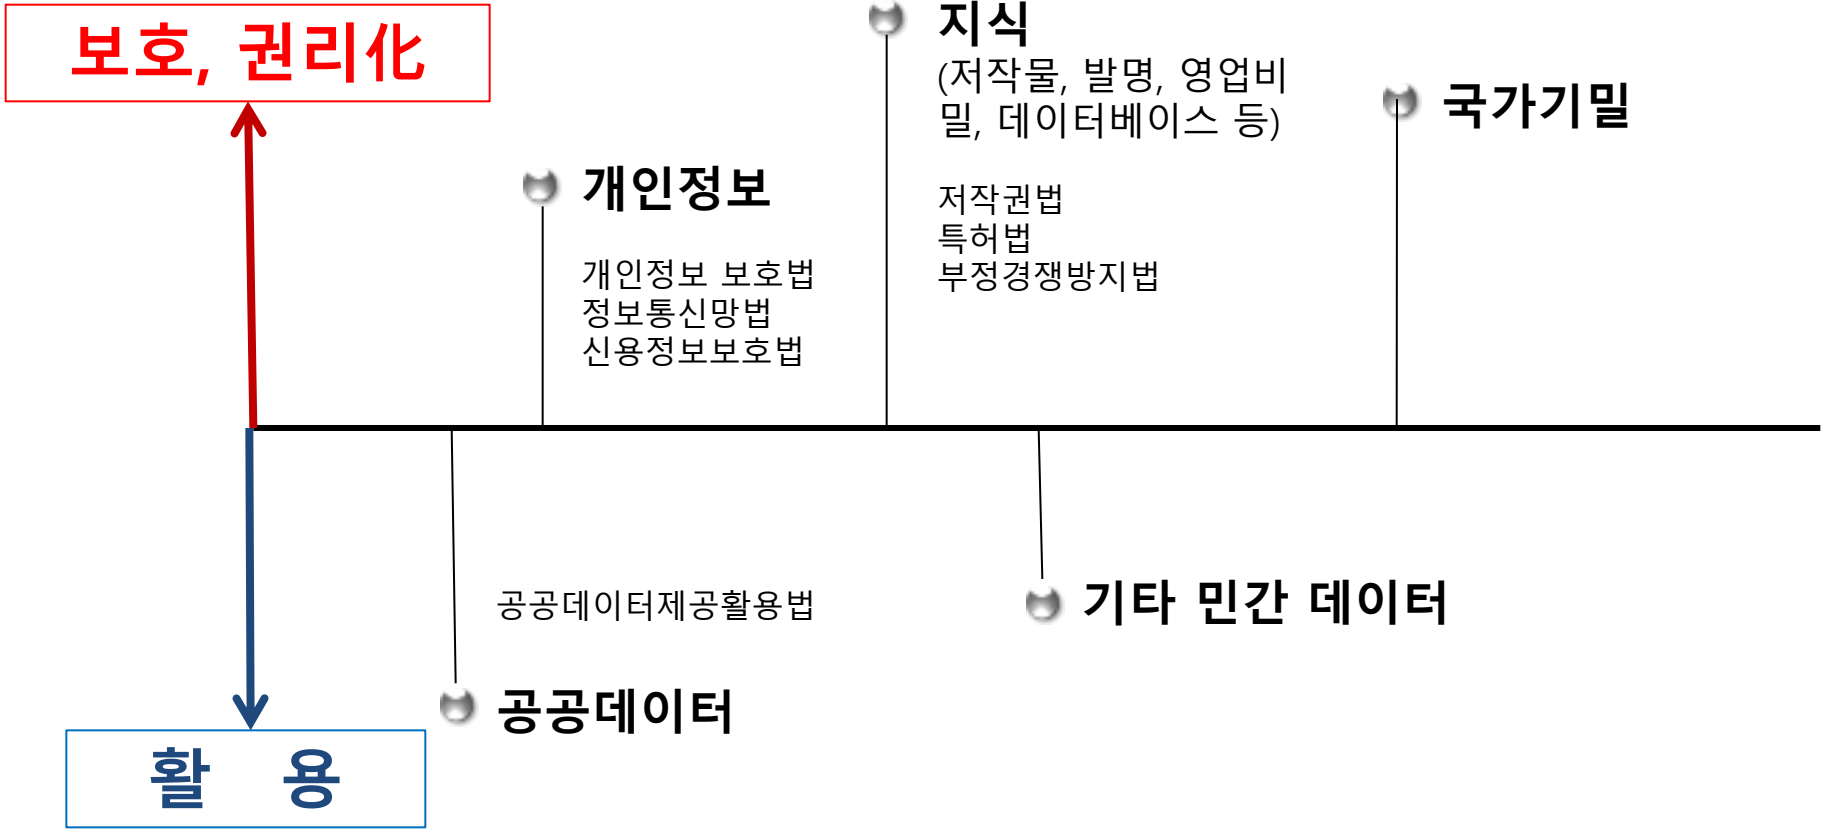 보호, 권리化
지식
(저작물, 발명, 영업비
밀, 데이터베이스 등)
저작권법
특허법
부정경쟁방지법
국가기밀
개인정보
개인정보 보호법
정보통신망법
신용정보보호법
공공데이터제공활용법
공공데이터
기타 민간 데이터
활 용